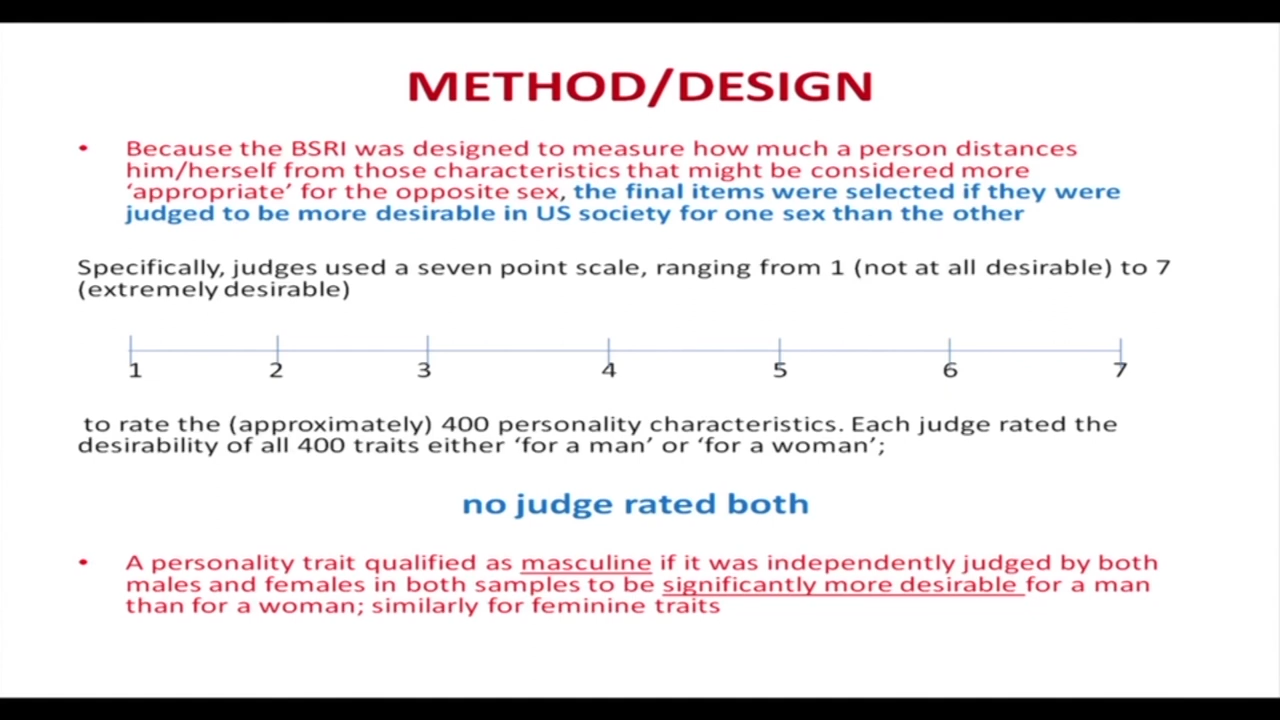 METHOD/DESIGN
• Because the BSRI was designed to measure how much a person distances
him/herself from those characteristics that might be considered more
‘appropriate’ for the opposite sex, the final items were selected if they were
judged to be more desirable in US society for one sex than the other
Specifically, judges used a seven point scale, ranging from 1 (not at all desirable) to 7
(extremely desirable)
1 2 3 4 5 6 7
to rate the (approximately) 400 personality characteristics. Each judge rated the
desirability of all 400 traits either ‘for a man’ or ‘for a woman’;
no judge rated both
• A personality trait qualified as masculine if it was independently judged by both
males and females in both samples to be significantly more desirable for a man
than for a woman; similarly for feminine traits